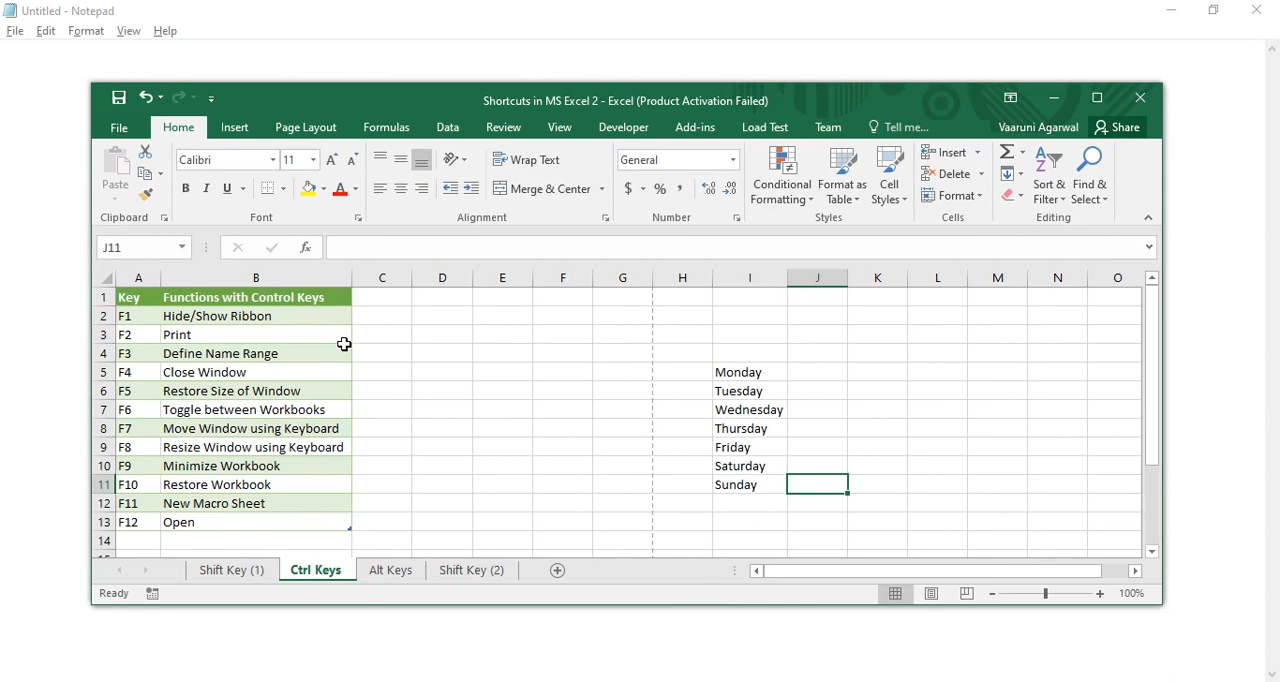 Untitled - Notepad
File Edit Format View Help
Shortcuts in MS Excel 2 - Excel (Product Activation Failed)
File Home Insert Page Layout Formulas Data Review View Developer Add-ins Load Test Team Tell me... Vaaruni Agarwal Share
Calibri 11 Wrap Text General Insert
Paste B I U Merge & Center $ % , Conditional Formatting Format as Table Cell Styles Delete Sort & Filter Find & Select
Format
Clipboard Font Alignment Number Styles Cells Editing
J11 fx
A B C D E F G H I J K L M N O
1 Key Functions with Control Keys
2 F1 Hide/Show Ribbon
3 F2 Print
4 F3 Define Name Range
5 F4 Close Window Monday
6 F5 Restore Size of Window Tuesday
7 F6 Toggle between Workbooks Wednesday
8 F7 Move Window using Keyboard Thursday
9 F8 Resize Window using Keyboard Friday
10 F9 Minimize Workbook Saturday
11 F10 Restore Workbook Sunday
12 F11 New Macro Sheet
13 F12 Open
14
Shift Key (1) Ctrl Keys Alt Keys Shift Key (2)
Ready 100%